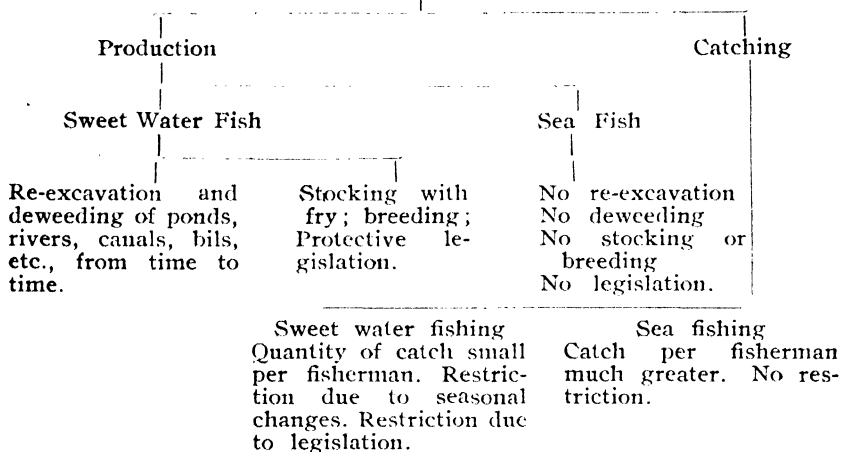 Production
Catching
Sweet Water Fish
Sea Fish
Re-excavation and
deweeding of ponds,
rivers, canals, bils,
etc., from time to
time.
Stocking with
fry; breeding;
Protective le-
gislation.
No re-excavation
No deweeding
No stocking or
breeding
No legislation.
Sweet water fishing
Quantity of catch small
per fisherman. Restric-
tion due to seasonal
changes. Restriction due
to legislation.
Sea fishing
Catch per fisherman
much greater. No res-
triction.